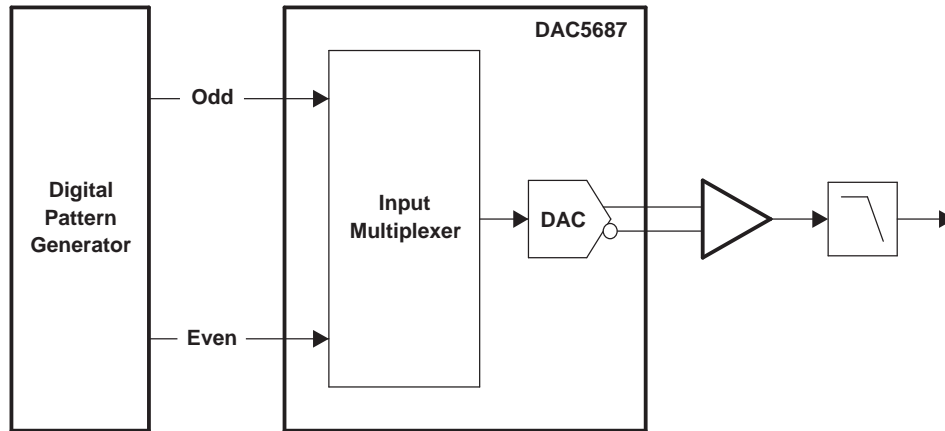 DAC5687
Odd
Digital
Pattern
Generator
Input
Multiplexer
DAC
Even